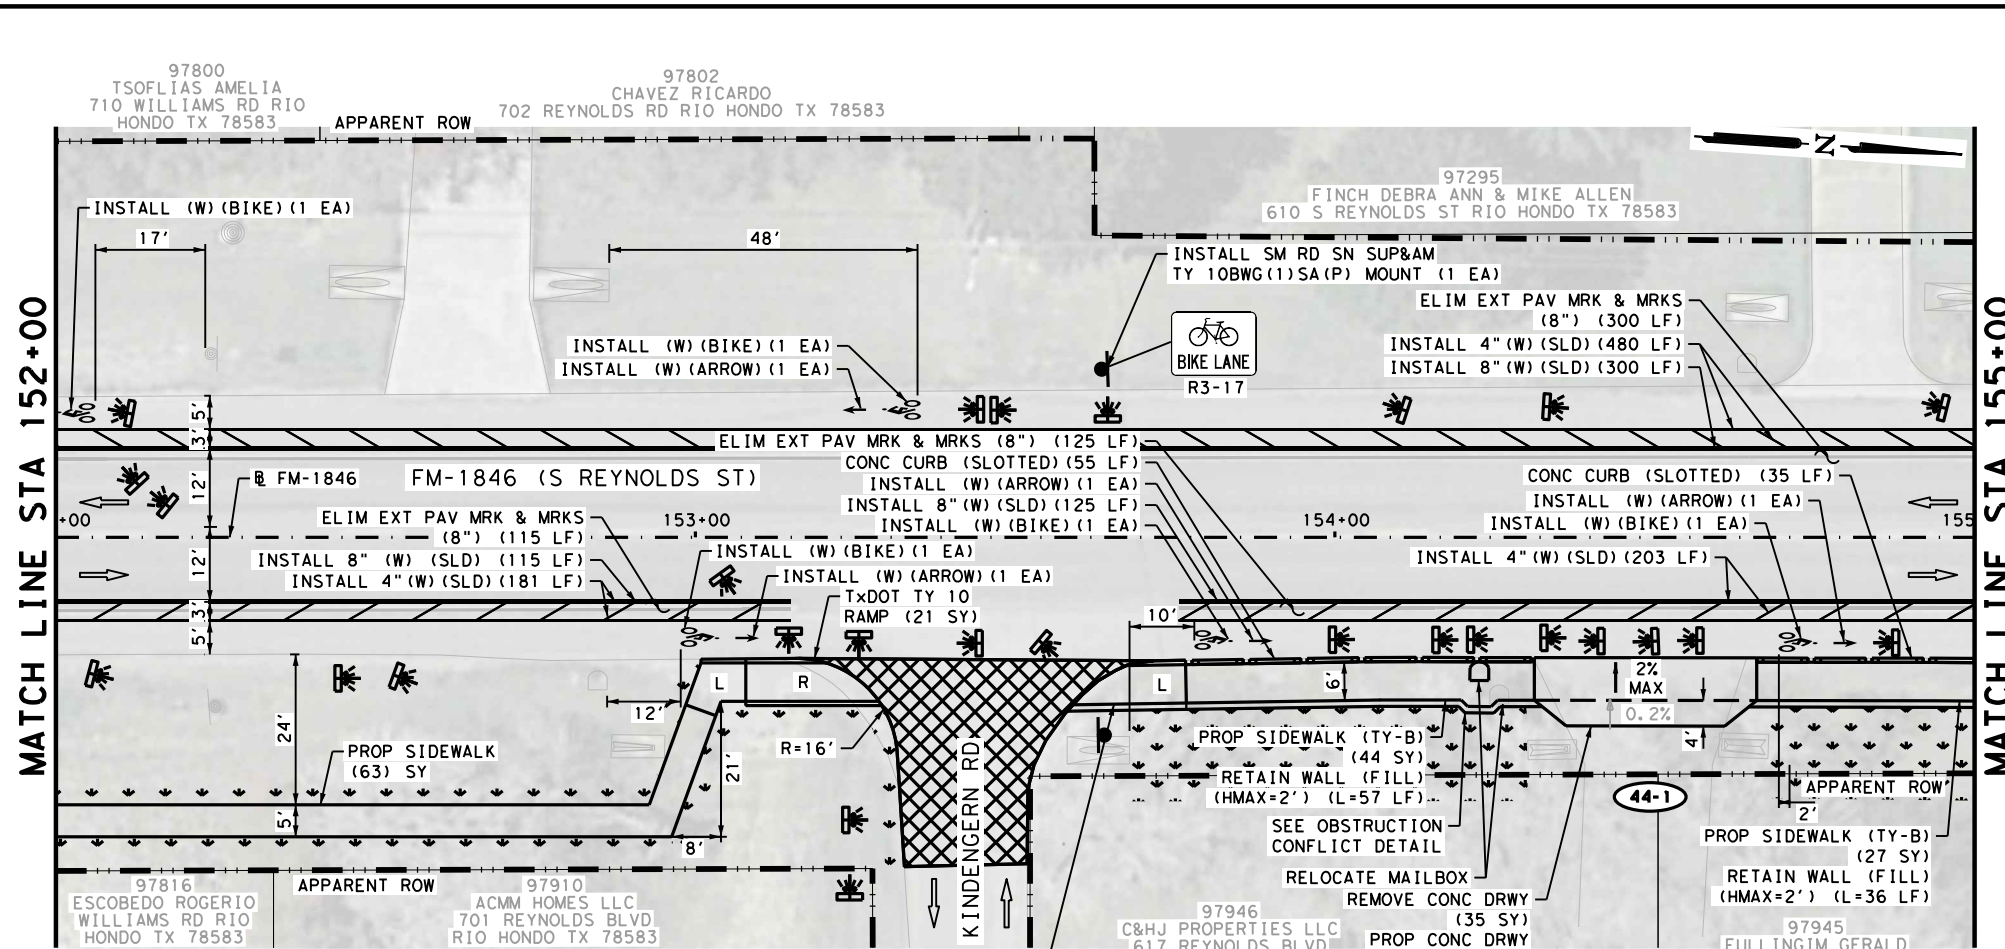 97800
TSOFLIAS AMELIA
710 WILLIAMS RD RIO
HONDO TX 78583
APPARENT ROW
97802
CHAVEZ RICARDO
702 REYNOLDS RD RIO HONDO TX 78583
N
97295
FINCH DEBRA ANN & MIKE ALLEN
610 S REYNOLDS ST RIO HONDO TX 78583
INSTALL (W)(BIKE)(1 EA)
17'
48'
INSTALL SM RD SN SUP&AM
TY 10BWG(1)SA(P) MOUNT (1 EA)
BIKE LANE
R3-17
ELIM EXT PAV MRK & MRKS
(8") (300 LF)
INSTALL 4"(W)(SLD)(480 LF)
INSTALL 8"(W)(SLD)(300 LF)
INSTALL (W)(BIKE)(1 EA)
INSTALL (W)(ARROW)(1 EA)
MATCH LINE STA 152+00
MATCH LINE STA 155+00
5'
3'
12'
12'
3'
5'
ELIM EXT PAV MRK & MRKS (8") (125 LF)
CONC CURB (SLOTTED)(55 LF)
INSTALL (W)(ARROW)(1 EA)
INSTALL 8"(W)(SLD)(125 LF)
INSTALL (W)(BIKE)(1 EA)
B FM-1846
FM-1846 (S REYNOLDS ST)
CONC CURB (SLOTTED) (35 LF)
INSTALL (W)(ARROW)(1 EA)
INSTALL (W)(BIKE)(1 EA)
+00
153+00
154+00
155
ELIM EXT PAV MRK & MRKS
(8") (115 LF)
INSTALL 8" (W) (SLD) (115 LF)
INSTALL 4"(W)(SLD)(181 LF)
INSTALL (W)(BIKE)(1 EA)
INSTALL (W)(ARROW)(1 EA)
TxDOT TY 10
RAMP (21 SY)
INSTALL 4"(W)(SLD)(203 LF)
10'
L
R
L
6'
2%
MAX
0.2%
4'
12'
24'
R=16'
21'
5'
8'
PROP SIDEWALK
(63) SY
KINDENGERN RD
PROP SIDEWALK (TY-B)
(44 SY)
RETAIN WALL (FILL)
(HMAX=2') (L=57 LF)
SEE OBSTRUCTION
CONFLICT DETAIL
RELOCATE MAILBOX
REMOVE CONC DRWY
(35 SY)
PROP CONC DRWY
44-1
APPARENT ROW
2'
PROP SIDEWALK (TY-B)
(27 SY)
RETAIN WALL (FILL)
(HMAX=2') (L=36 LF)
97816
ESCOBEDO ROGERIO
WILLIAMS RD RIO
HONDO TX 78583
APPARENT ROW
97910
ACMM HOMES LLC
701 REYNOLDS BLVD
RIO HONDO TX 78583
97946
C&HJ PROPERTIES LLC
617 REYNOLDS BLVD
97945
FULLINGIM GERALD